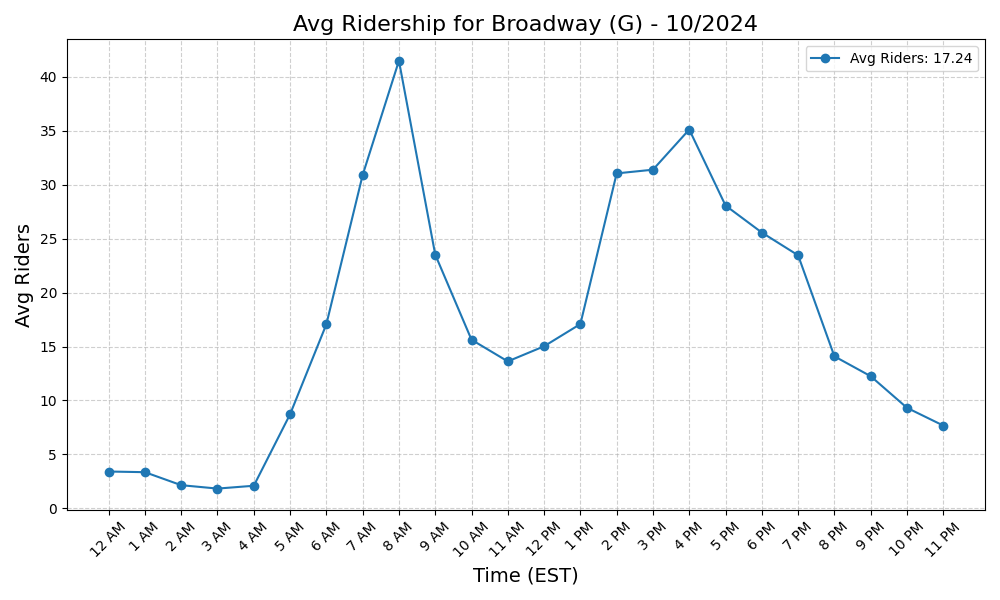 Avg Ridership for Broadway (G) - 10/2024
Avg Riders: 17.24
Avg Riders
40
35
30
25
20
15
10
5
0
12 AM
1 AM
2 AM
3 AM
4 AM
5 AM
6 AM
7 AM
8 AM
9 AM
10 AM
11 AM
12 PM
1 PM
2 PM
3 PM
4 PM
5 PM
6 PM
7 PM
8 PM
9 PM
10 PM
11 PM
Time (EST)